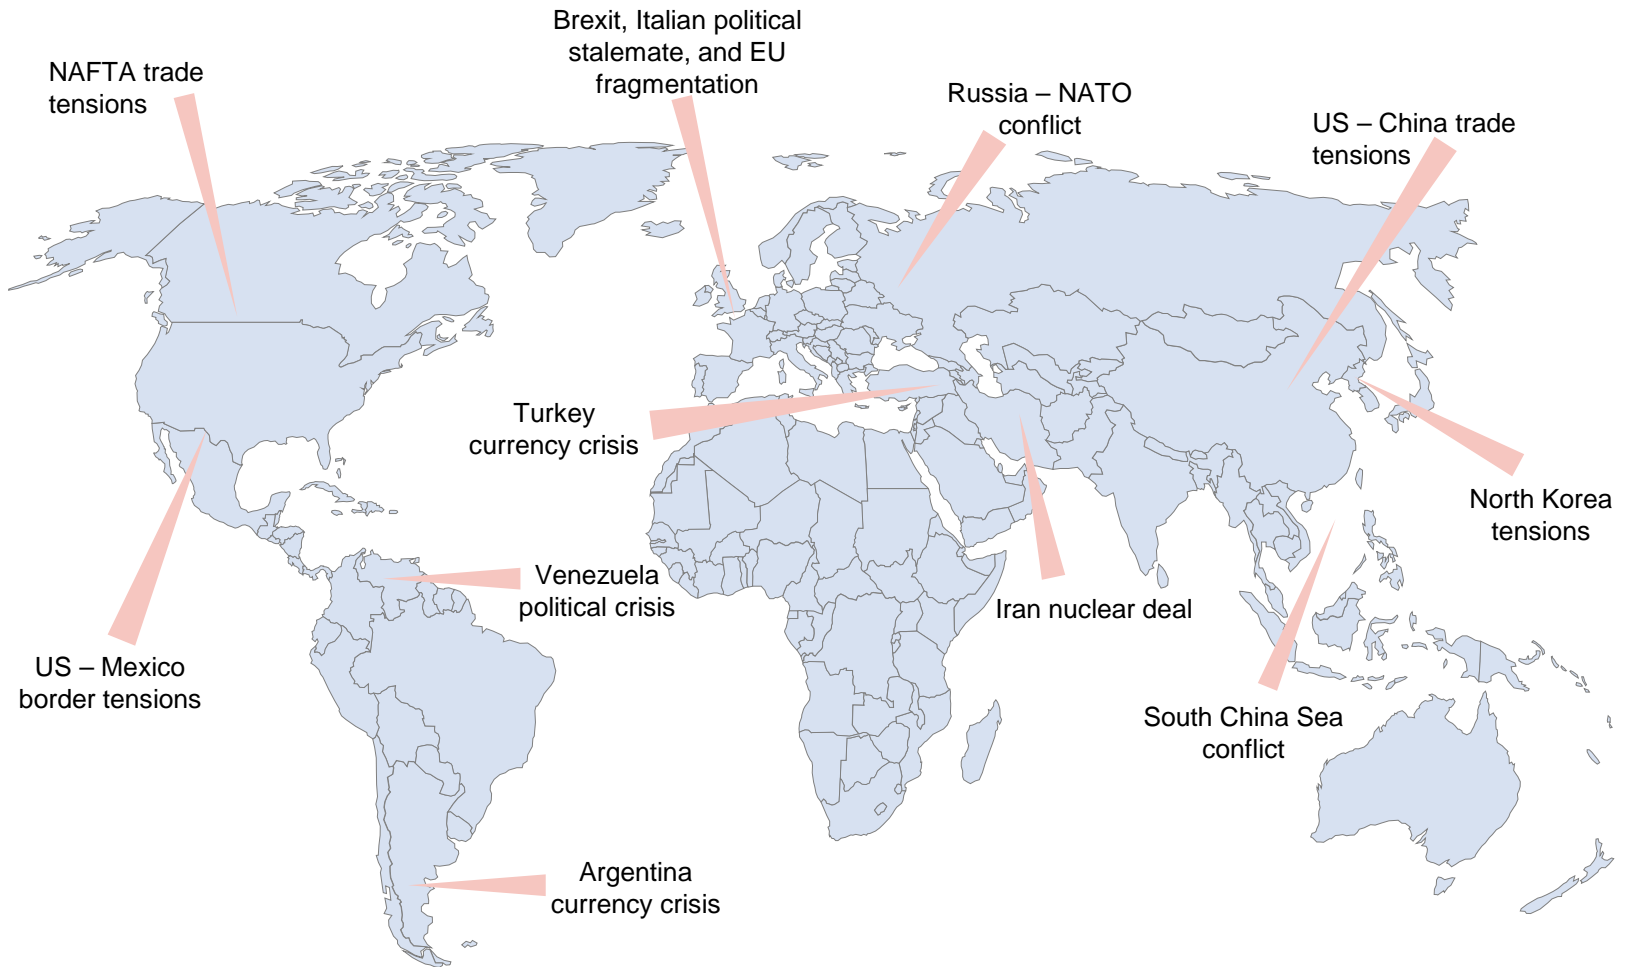 Brexit, Italian political
stalemate, and EU
fragmentation
NAFTA trade
tensions
Russia – NATO
conflict
US – China trade
tensions
Turkey
currency crisis
North Korea
tensions
Venezuela
political crisis
Iran nuclear deal
US – Mexico
border tensions
South China Sea
conflict
Argentina
currency crisis